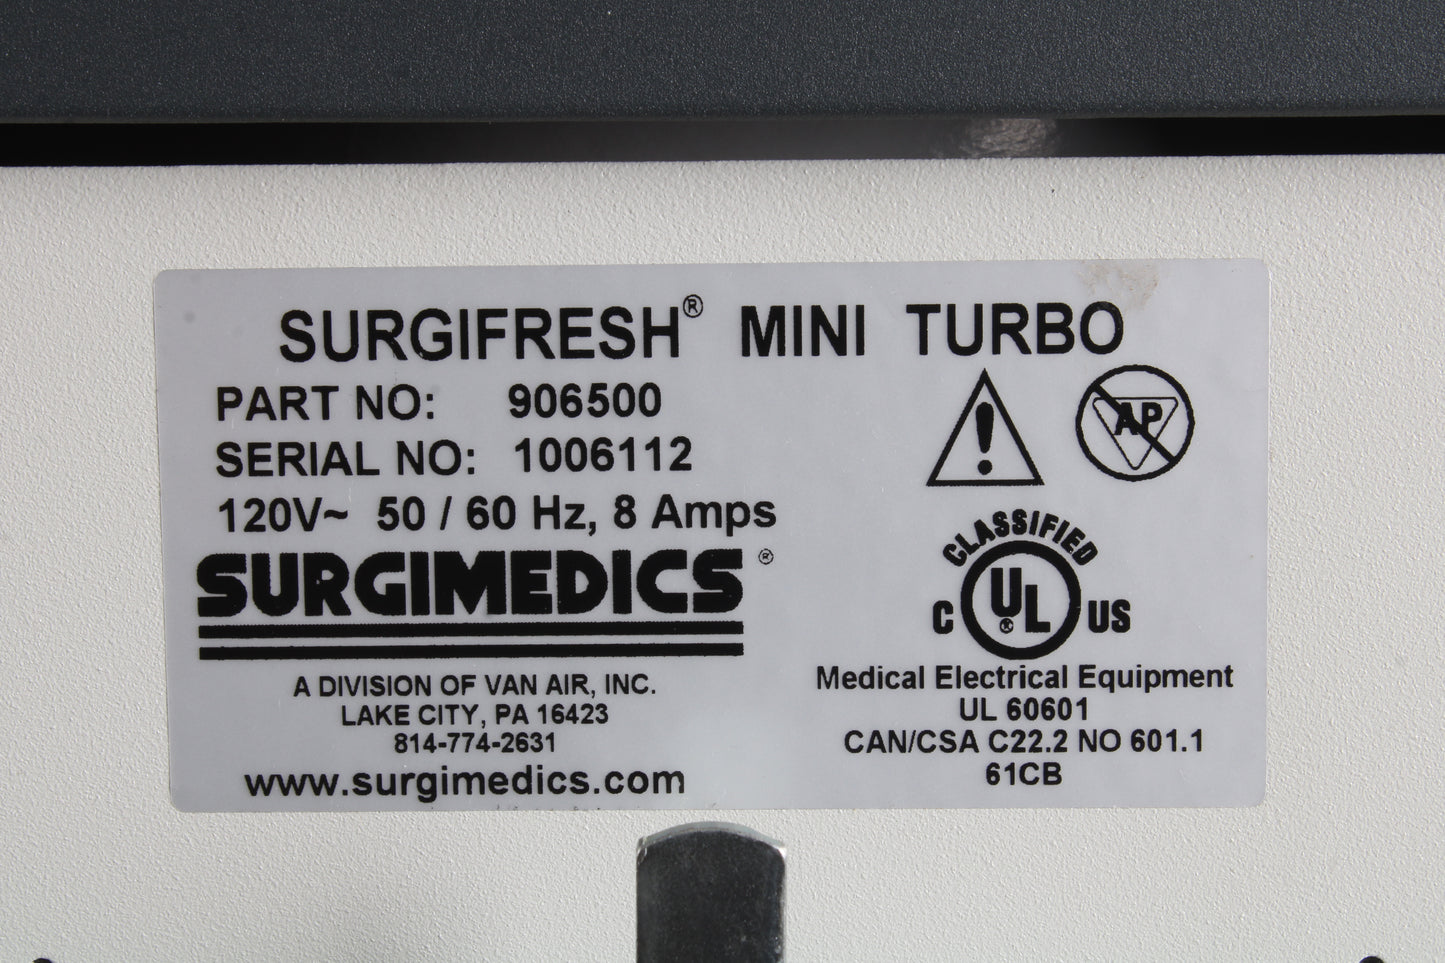 SURGIFRESH® MINI TURBO
PART NO: 906500
SERIAL NO: 1006112
120V~ 50 / 60 Hz, 8 Amps
SURGIMEDICS®
A DIVISION OF VAN AIR, INC.
LAKE CITY, PA 16423
814-774-2631
www.surgimedics.com
AP
CLASSIFIED
C UL® US
Medical Electrical Equipment
UL 60601
CAN/CSA C22.2 NO 601.1
61CB